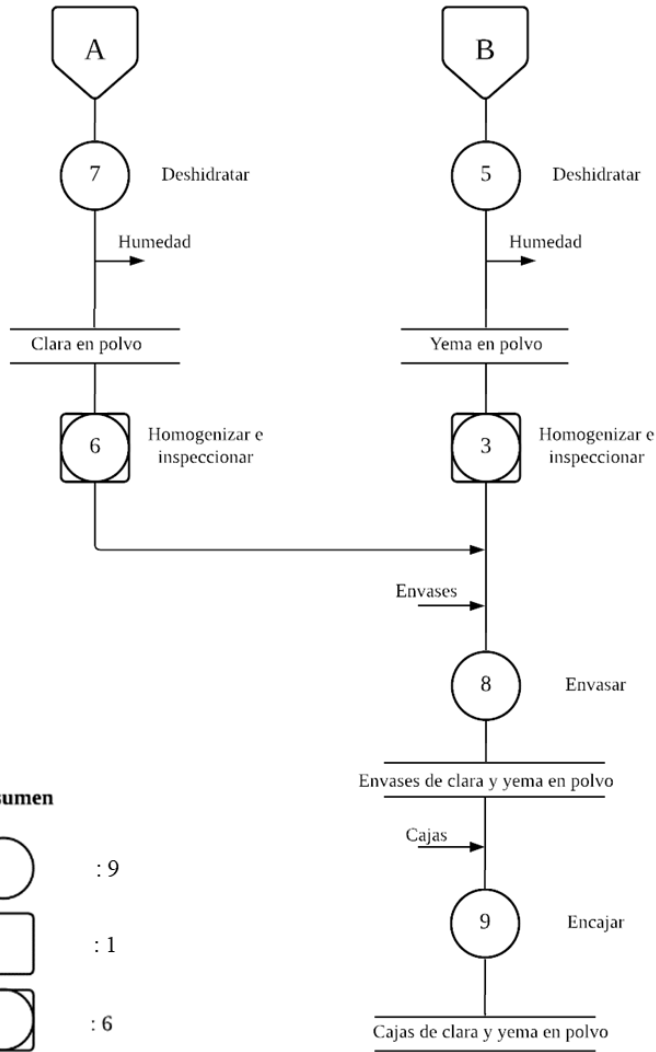 A
B
7
Deshidratar
5
Deshidratar
Humedad
Humedad
Clara en polvo
Yema en polvo
6
Homogenizar e
inspeccionar
3
Homogenizar e
inspeccionar
Envases
8
Envasar
Envases de clara y yema en polvo
sumen
Cajas
: 9
9
Encajar
: 1
: 6
Cajas de clara y yema en polvo